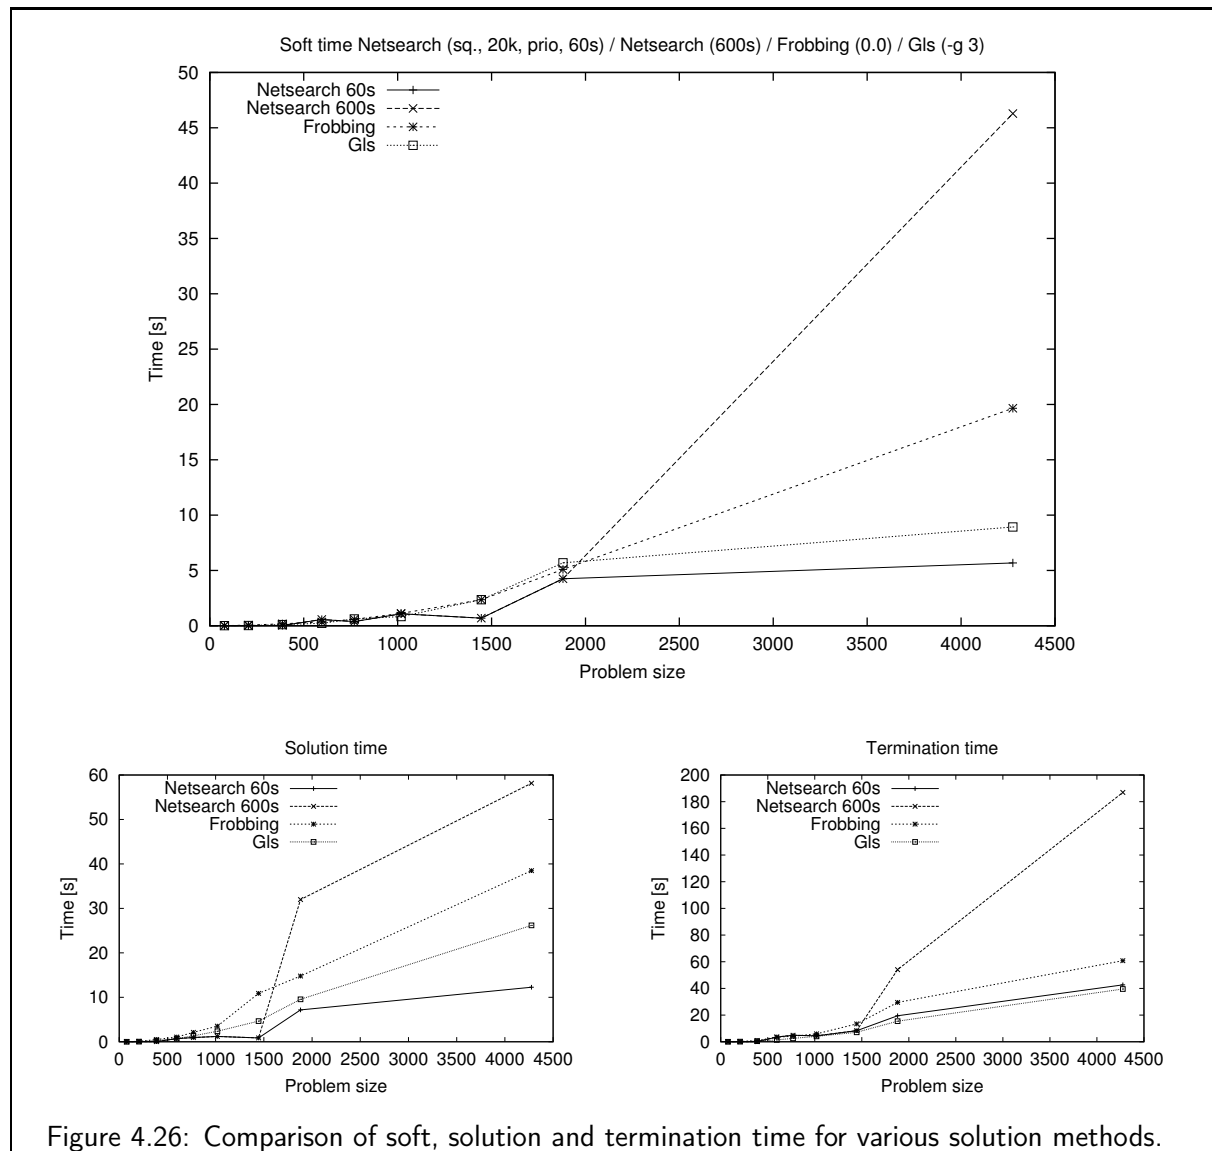 Soft time Netsearch (sq., 20k, prio, 60s) / Netsearch (600s) / Frobbing (0.0) / Gls (-g 3)
50
45
40
35
30
25
20
15
10
5
0
Time [s]
Netsearch 60s
Netsearch 600s
Frobbing
Gls
0 500 1000 1500 2000 2500 3000 3500 4000 4500
Problem size
Solution time
60
50
40
30
20
10
0
Time [s]
Netsearch 60s
Netsearch 600s
Frobbing
Gls
0 500 1000 1500 2000 2500 3000 3500 4000 4500
Problem size
Termination time
200
180
160
140
120
100
80
60
40
20
0
Time [s]
Netsearch 60s
Netsearch 600s
Frobbing
Gls
0 500 1000 1500 2000 2500 3000 3500 4000 4500
Problem size
Figure 4.26: Comparison of soft, solution and termination time for various solution methods.